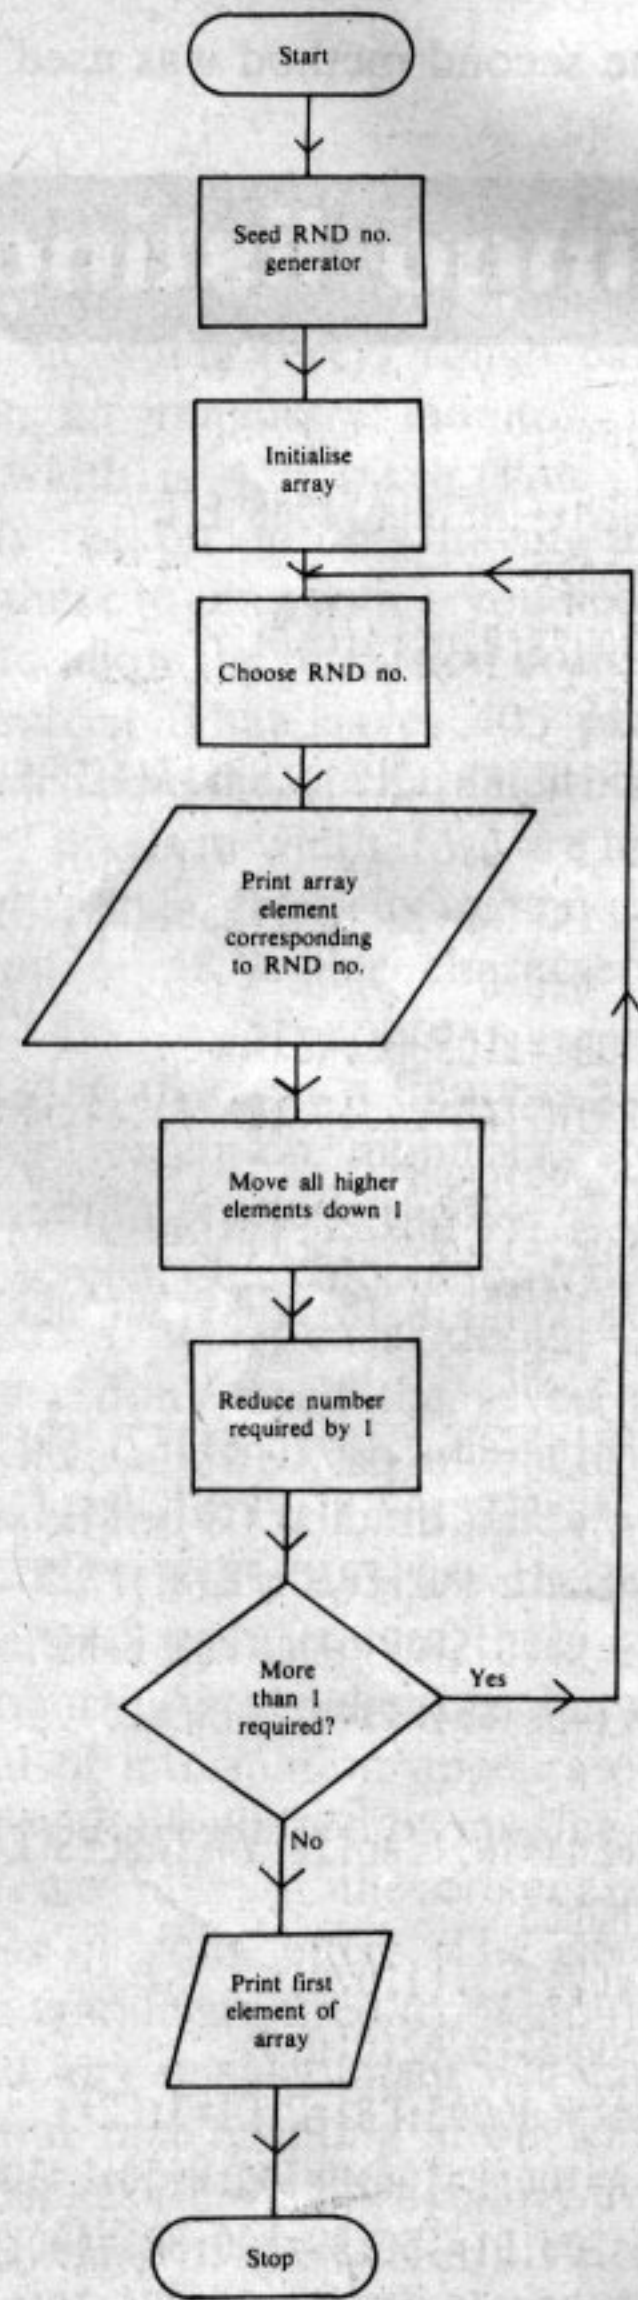 Start
Seed RND no.
generator
Initialise
array
Choose RND no.
Print array
element
corresponding
to RND no.
Move all higher
elements down 1
Reduce number
required by 1
More
than 1
required?
Yes
No
Print first
element of
array
Stop